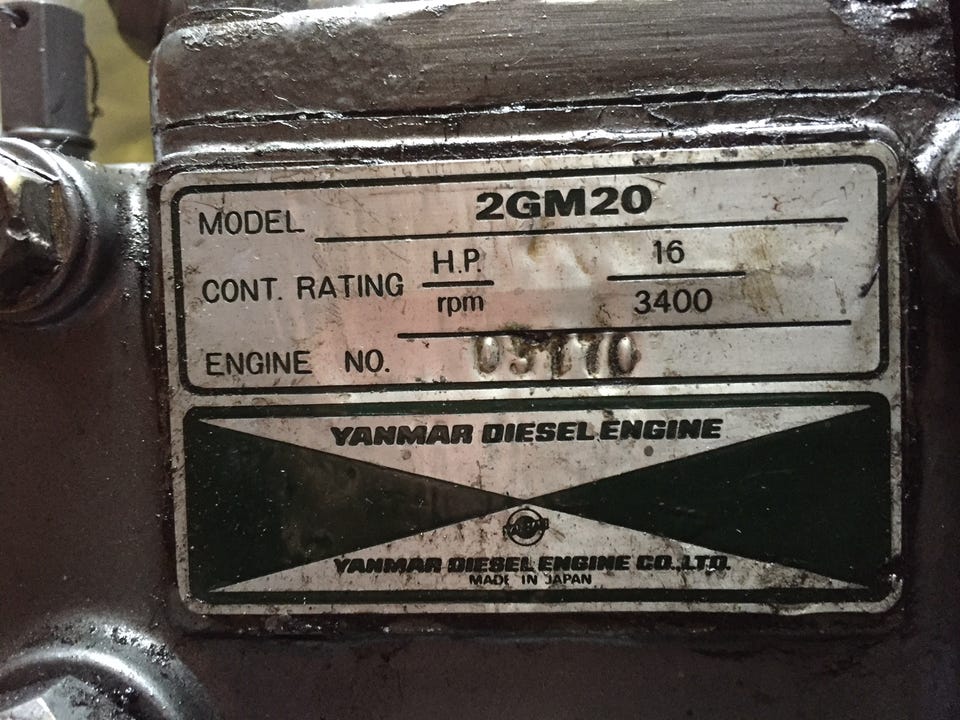 MODEL 2GM20
CONT. RATING H.P. 16
rpm 3400
ENGINE NO.
YANMAR DIESEL ENGINE
YANMAR
YANMAR DIESEL ENGINE CO.,LTD.
MADE IN JAPAN